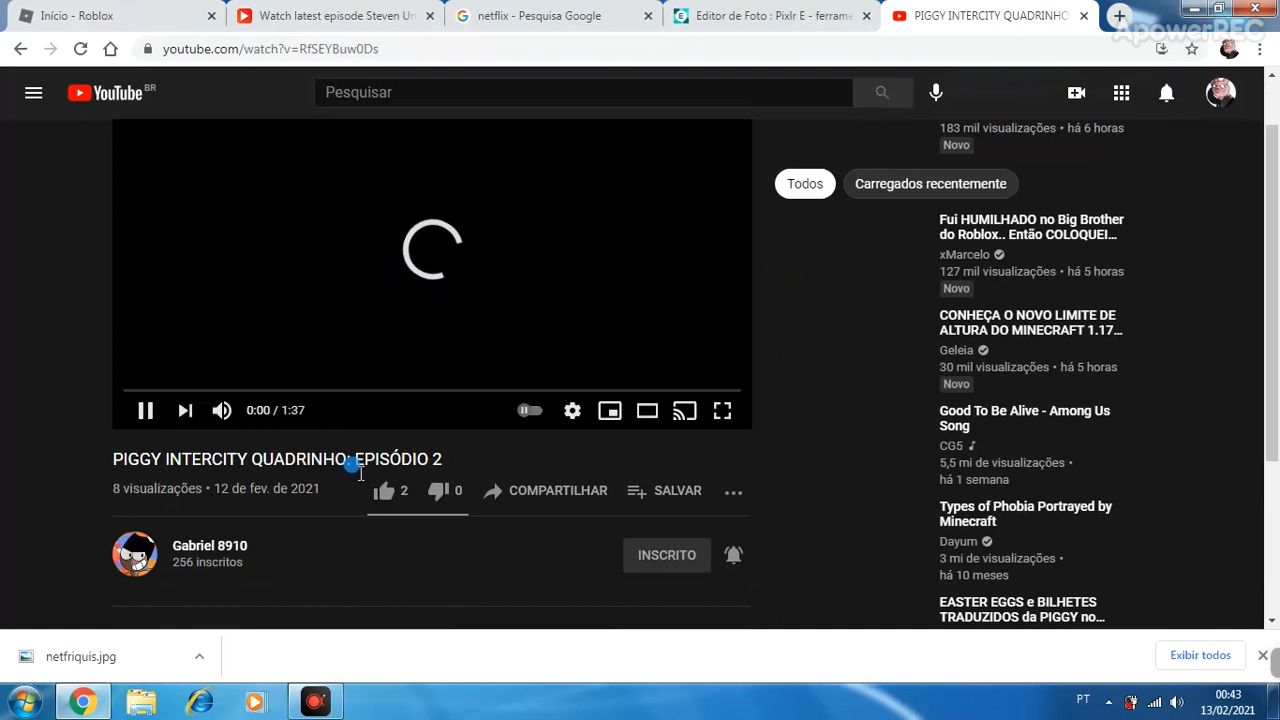 Início - Roblox
Watch latest episode Steven Un
netfriquis - Pesquisa Google
Editor de Foto : Pixlr E - ferrame
PIGGY INTERCITY QUADRINHO
ApowerREC
youtube.com/watch?v=RfSEYBuw0Ds
YouTube BR
Pesquisar
183 mil visualizações • há 6 horas
Novo
Todos
Carregados recentemente
Fui HUMILHADO no Big Brother
do Roblox.. Então COLOQUEI...
xMarcelo
127 mil visualizações • há 5 horas
Novo
CONHEÇA O NOVO LIMITE DE
ALTURA DO MINECRAFT 1.17...
Geleia
30 mil visualizações • há 5 horas
Novo
Good To Be Alive - Among Us
Song
CG5
5,5 mi de visualizações •
há 1 semana
Types of Phobia Portrayed by
Minecraft
Dayum
3 mi de visualizações •
há 10 meses
EASTER EGGS e BILHETES
TRADUZIDOS da PIGGY no...
0:00 / 1:37
PIGGY INTERCITY QUADRINHO: EPISÓDIO 2
8 visualizações • 12 de fev. de 2021
2
0
COMPARTILHAR
SALVAR
Gabriel 8910
256 inscritos
INSCRITO
netfriquis.jpg
Exibir todos
PT
00:43
13/02/2021